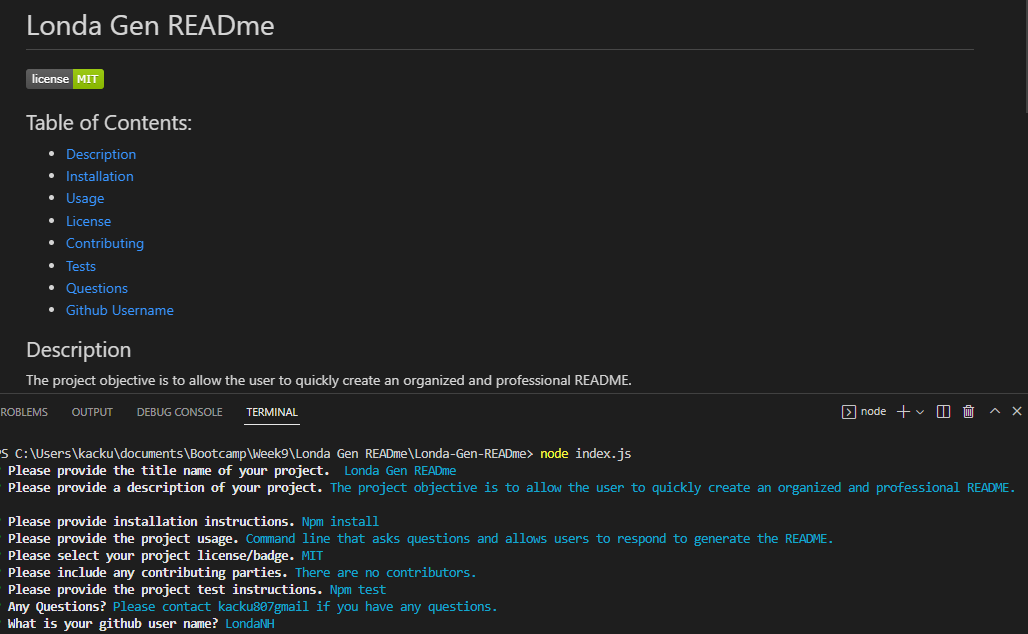 Londa Gen READme
license MIT
Table of Contents:
Description
Installation
Usage
License
Contributing
Tests
Questions
Github Username
Description
The project objective is to allow the user to quickly create an organized and professional README.
ROBLEMS OUTPUT DEBUG CONSOLE TERMINAL node
PS C:\Users\kacku\documents\Bootcamp\Week9\Londa Gen READme\Londa-Gen-READme> node index.js
Please provide the title name of your project. Londa Gen READme
Please provide a description of your project. The project objective is to allow the user to quickly create an organized and professional README.
Please provide installation instructions. Npm install
Please provide the project usage. Command line that asks questions and allows users to respond to generate the README.
Please select your project license/badge. MIT
Please include any contributing parties. There are no contributors.
Please provide the project test instructions. Npm test
Any Questions? Please contact kacku807gmail if you have any questions.
What is your github user name? LondaNH